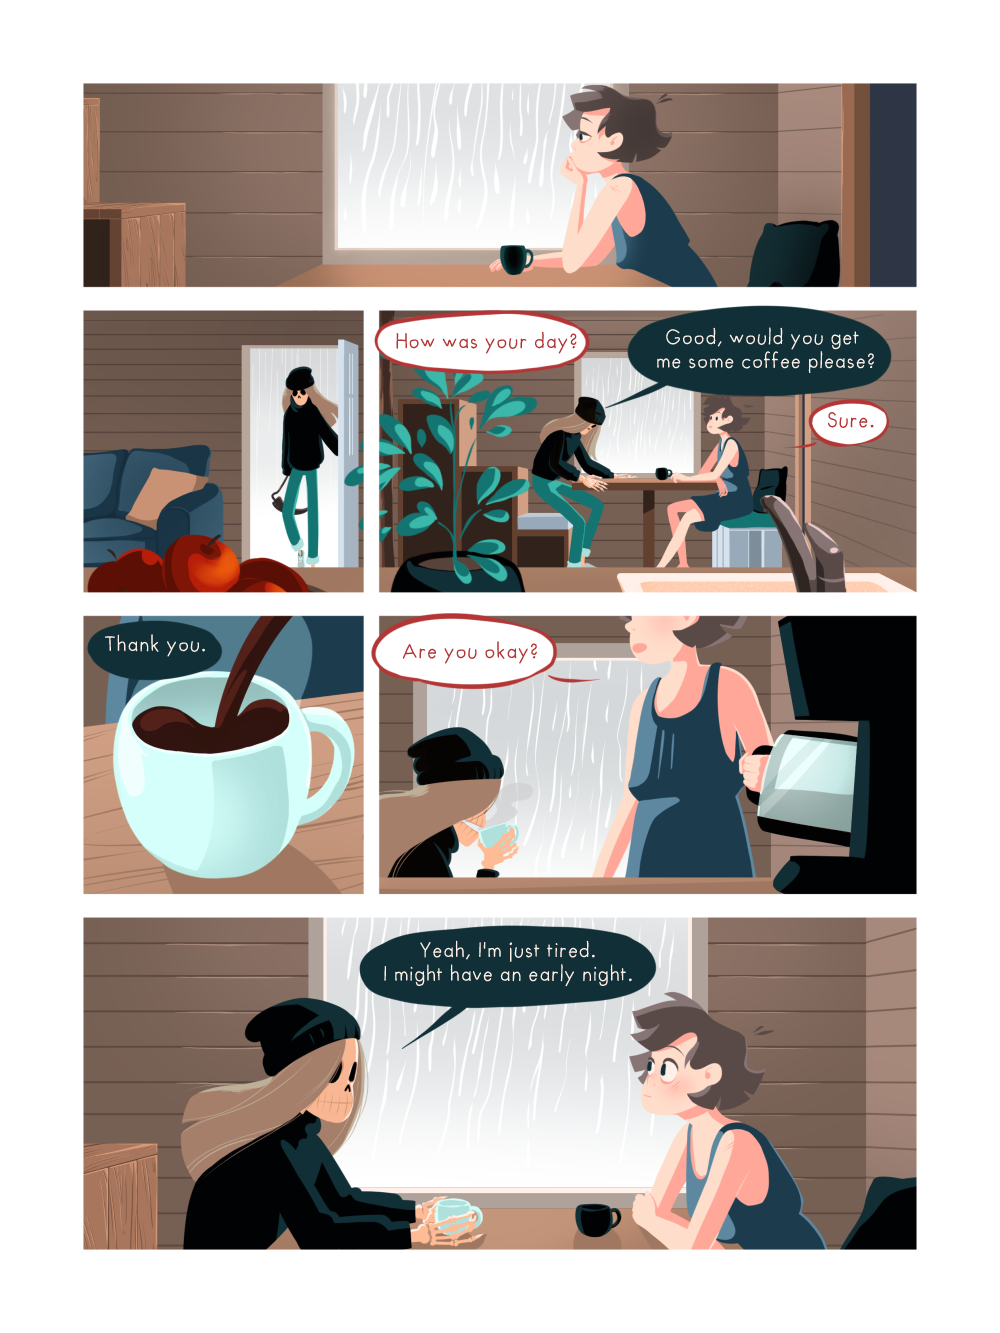 How was your day?
Good, would you get
me some coffee please?
Sure.
Thank you.
Are you okay?
Yeah, I'm just tired.
I might have an early night.